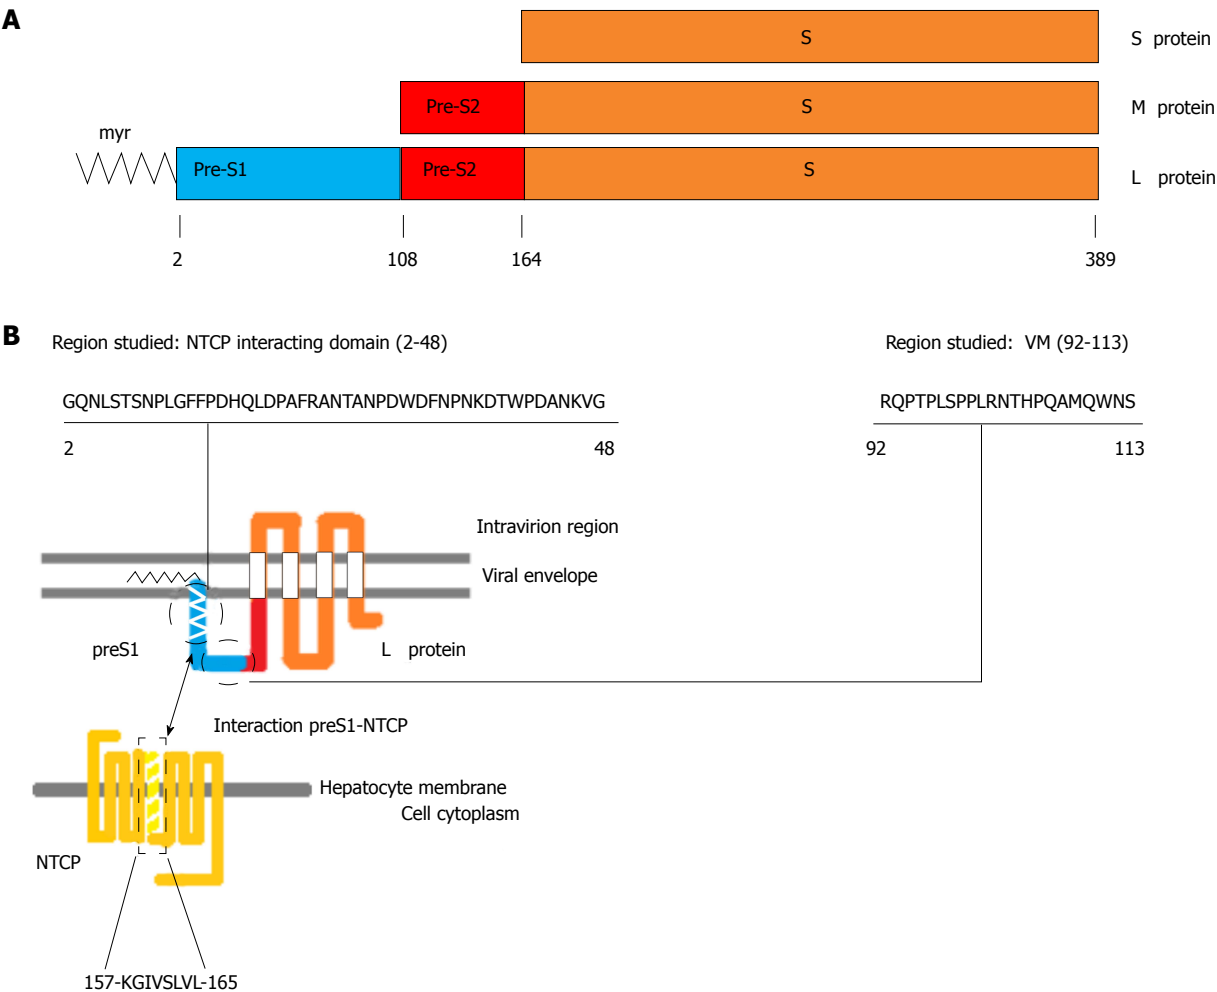 A
S
S protein
Pre-S2
S
M protein
myr
Pre-S1
Pre-S2
S
L protein
2
108
164
389
B
Region studied: NTCP interacting domain (2-48)
Region studied: VM (92-113)
GQNLSTSNPLGFFPDHQLDPAFRANTANPDWDFNPNKDTWPDANKVG
RQPTPLSPPLRNTHPQAMQWNS
2
48
92
113
Intravirion region
Viral envelope
preS1
L protein
Interaction preS1-NTCP
Hepatocyte membrane
Cell cytoplasm
NTCP
157-KGIVSLVL-165